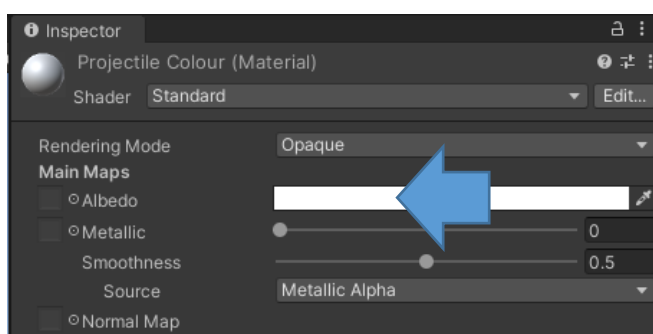 Inspector
Projectile Colour (Material)
Shader Standard Edit...
Rendering Mode Opaque
Main Maps
Albedo
Metallic 0
Smoothness 0.5
Source Metallic Alpha
Normal Map